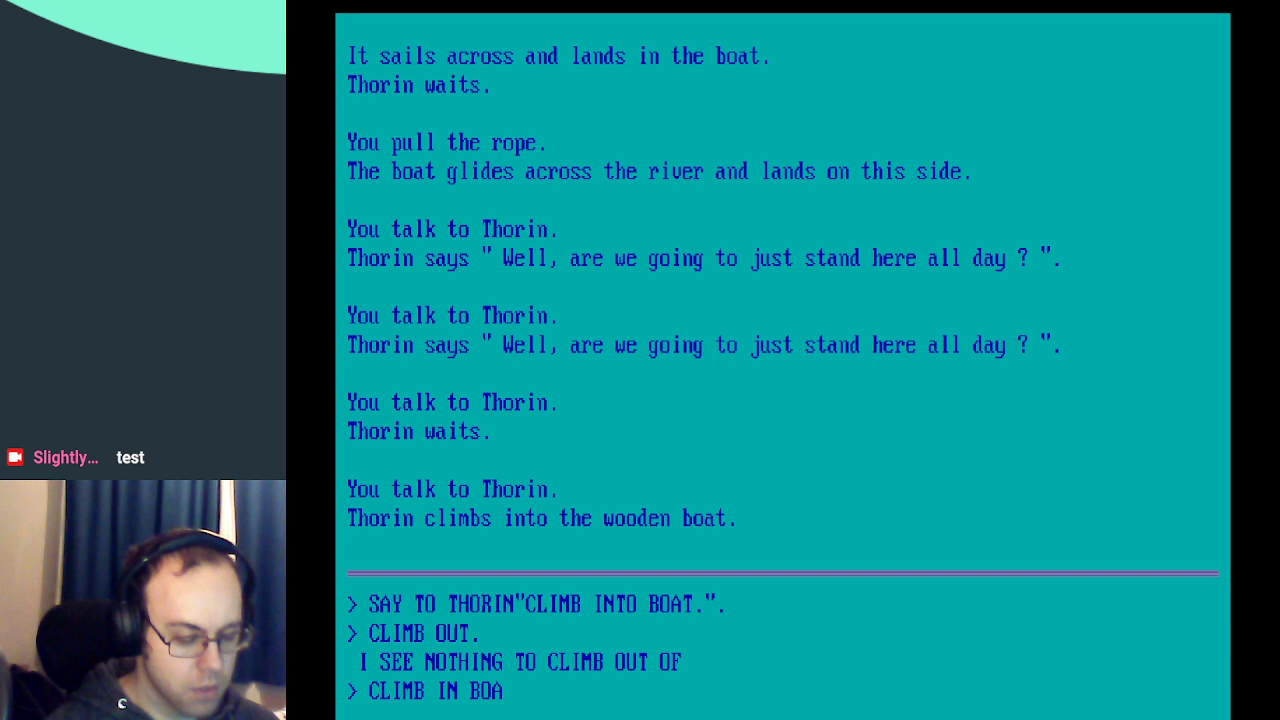 It sails across and lands in the boat.
Thorin waits.
You pull the rope.
The boat glides across the river and lands on this side.
You talk to Thorin.
Thorin says " Well, are we going to just stand here all day ? ".
You talk to Thorin.
Thorin says " Well, are we going to just stand here all day ? ".
You talk to Thorin.
Thorin waits.
You talk to Thorin.
Thorin climbs into the wooden boat.
> SAY TO THORIN"CLIMB INTO BOAT.".
> CLIMB OUT.
I SEE NOTHING TO CLIMB OUT OF
> CLIMB IN BOA
Slightly… test